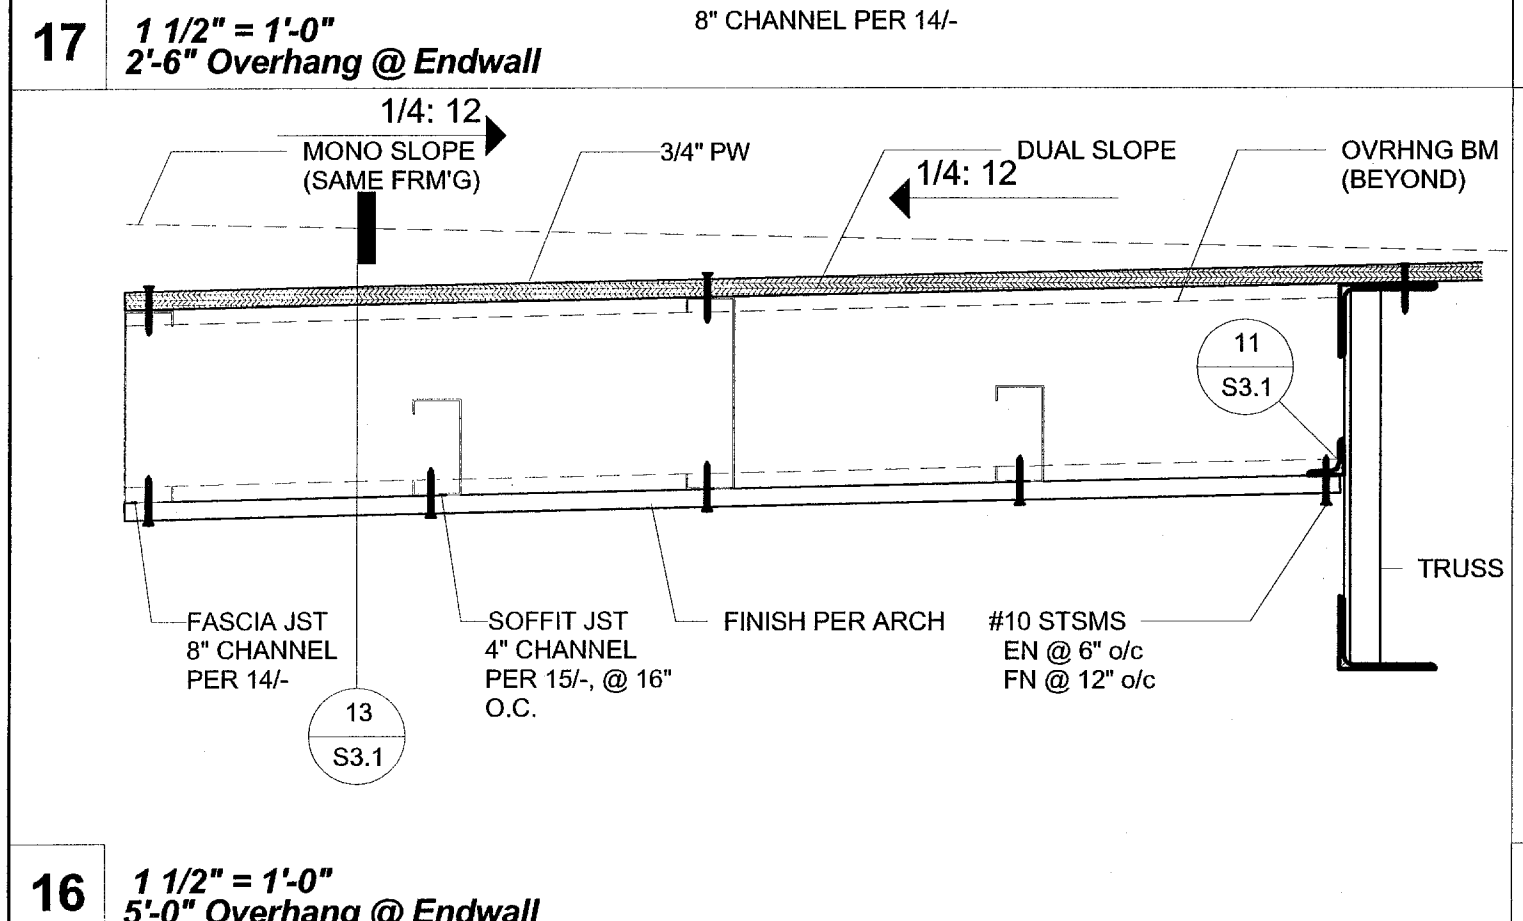 8" CHANNEL PER 14/-
17
1 1/2" = 1'-0"
2'-6" Overhang @ Endwall
1/4: 12
MONO SLOPE
(SAME FRM'G)
3/4" PW
DUAL SLOPE
1/4: 12
OVRHNG BM
(BEYOND)
11
S3.1
TRUSS
FASCIA JST
8" CHANNEL
PER 14/-
SOFFIT JST
4" CHANNEL
PER 15/-, @ 16"
O.C.
FINISH PER ARCH
#10 STSMS
EN @ 6" o/c
FN @ 12" o/c
13
S3.1
16
1 1/2" = 1'-0"
5'-0" Overhang @ Endwall